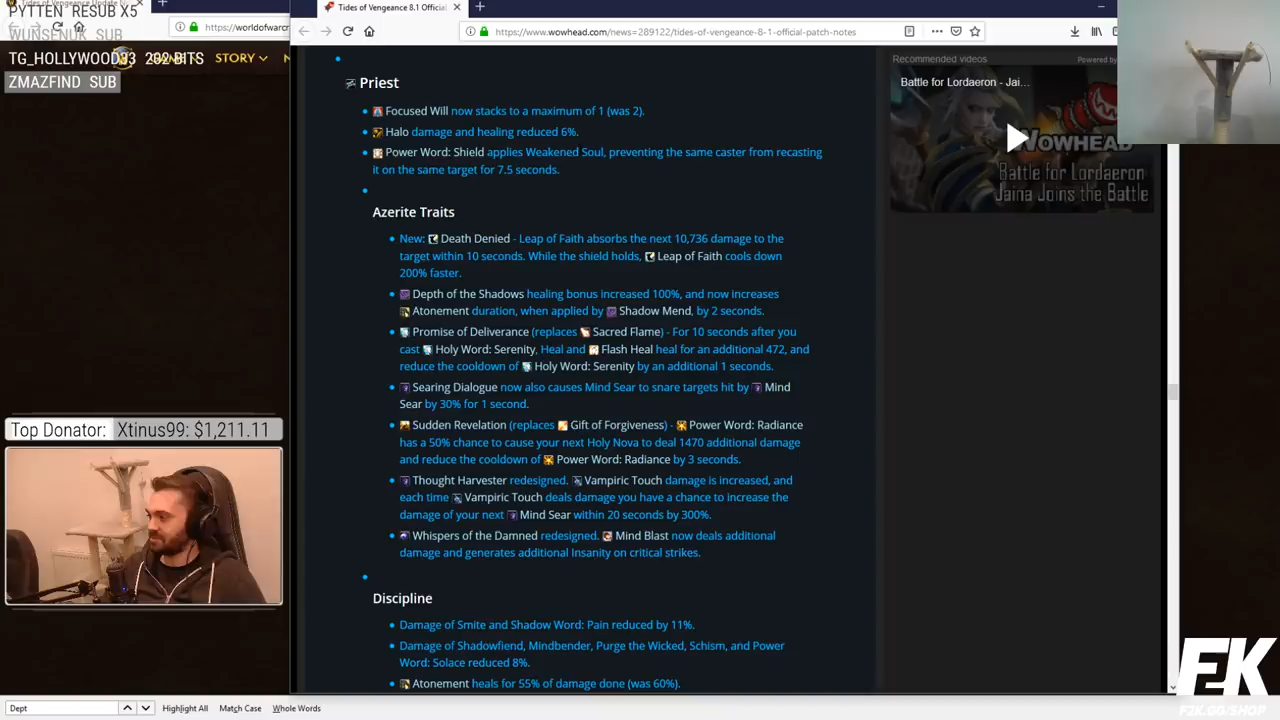 PYTTEN RESUB X5
WUNSENUK SUB
TG_HOLLYWOOD93 200 BITS
ZMAZFIND SUB
https://worldofwarcr
STORY
Tides of Vengeance 8.1 Official
https://www.wowhead.com/news=289122/tides-of-vengeance-8-1-official-patch-notes
Priest
Focused Will now stacks to a maximum of 1 (was 2).
Halo damage and healing reduced 6%.
Power Word: Shield applies Weakened Soul, preventing the same caster from recasting
it on the same target for 7.5 seconds.
Azerite Traits
New: Death Denied - Leap of Faith absorbs the next 10,736 damage to the
target within 10 seconds. While the shield holds, Leap of Faith cools down
200% faster.
Depth of the Shadows healing bonus increased 100%, and now increases
Atonement duration, when applied by Shadow Mend, by 2 seconds.
Promise of Deliverance (replaces Sacred Flame) - For 10 seconds after you
cast Holy Word: Serenity, Heal and Flash Heal heal for an additional 472, and
reduce the cooldown of Holy Word: Serenity by an additional 1 seconds.
Searing Dialogue now also causes Mind Sear to snare targets hit by Mind
Sear by 30% for 1 second.
Sudden Revelation (replaces Gift of Forgiveness) - Power Word: Radiance
has a 50% chance to cause your next Holy Nova to deal 1470 additional damage
and reduce the cooldown of Power Word: Radiance by 3 seconds.
Thought Harvester redesigned. Vampiric Touch damage is increased, and
each time Vampiric Touch deals damage you have a chance to increase the
damage of your next Mind Sear within 20 seconds by 300%.
Whispers of the Damned redesigned. Mind Blast now deals additional
damage and generates additional Insanity on critical strikes.
Discipline
Damage of Smite and Shadow Word: Pain reduced by 11%.
Damage of Shadowfiend, Mindbender, Purge the Wicked, Schism, and Power
Word: Solace reduced 8%.
Atonement heals for 55% of damage done (was 60%).
Recommended videos
Powered by
Battle for Lordaeron - Jai...
WOWHEAD
Battle for Lordaeron
Jaina Joins the Battle
Top Donator: Xtinus99: $1,211.11
F2K
F2K.GG/SHOP
Dept
Highlight All Match Case Whole Words